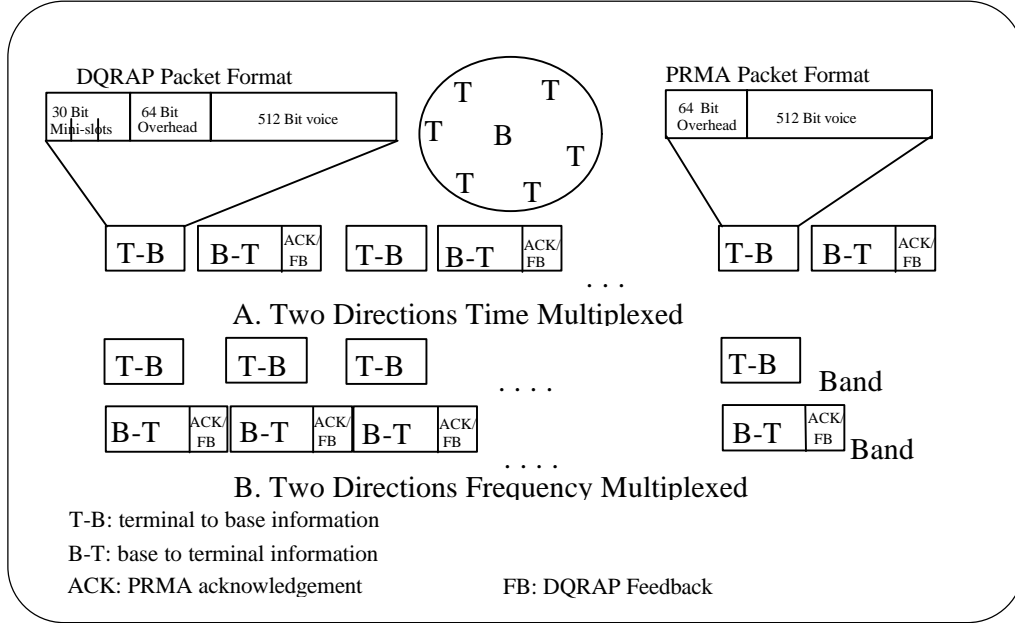 DQRAP Packet Format
PRMA Packet Format
30 Bit
Mini-slots
64 Bit
Overhead
512 Bit voice
T
T
T
B
T
T
T
T
64 Bit
Overhead
512 Bit voice
T-B
B-T
ACK/
FB
T-B
B-T
ACK/
FB
T-B
B-T
ACK/
FB
. . .
A. Two Directions Time Multiplexed
T-B
T-B
T-B
. . . .
T-B
Band
B-T
ACK/
FB
B-T
ACK/
FB
B-T
ACK/
FB
. . . .
B-T
ACK/
FB
Band
B. Two Directions Frequency Multiplexed
T-B: terminal to base information
B-T: base to terminal information
ACK: PRMA acknowledgement
FB: DQRAP Feedback